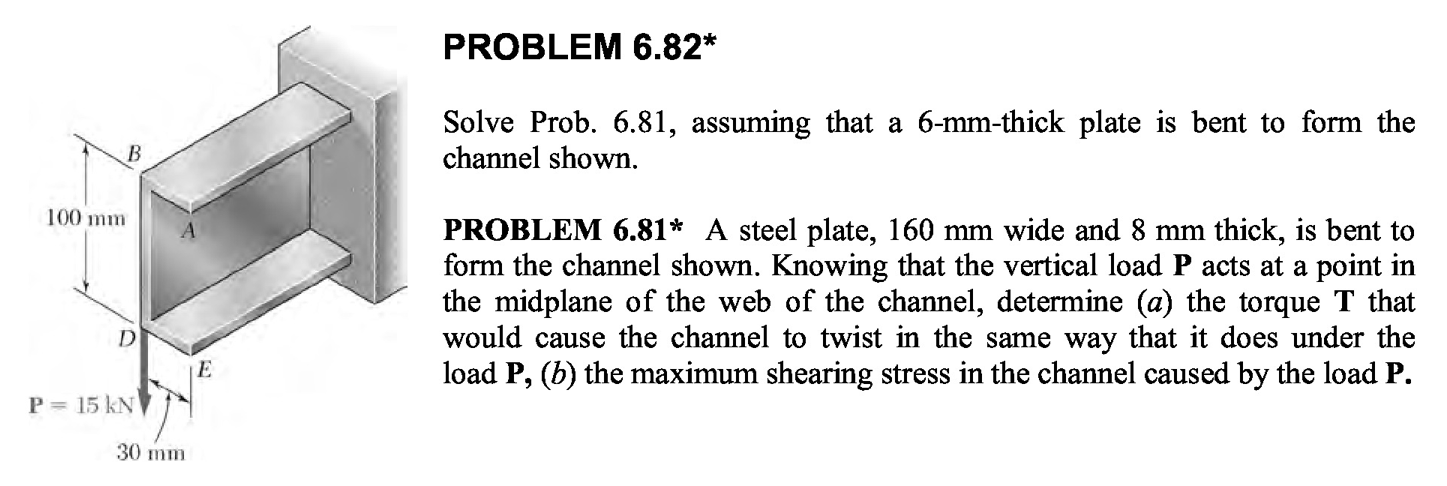 PROBLEM 6.82*
Solve Prob. 6.81, assuming that a 6-mm-thick plate is bent to form the
channel shown.
PROBLEM 6.81* A steel plate, 160 mm wide and 8 mm thick, is bent to
form the channel shown. Knowing that the vertical load P acts at a point in
the midplane of the web of the channel, determine (a) the torque T that
would cause the channel to twist in the same way that it does under the
load P, (b) the maximum shearing stress in the channel caused by the load P.
B
100 mm
A
D
E
P = 15 kN
30 mm